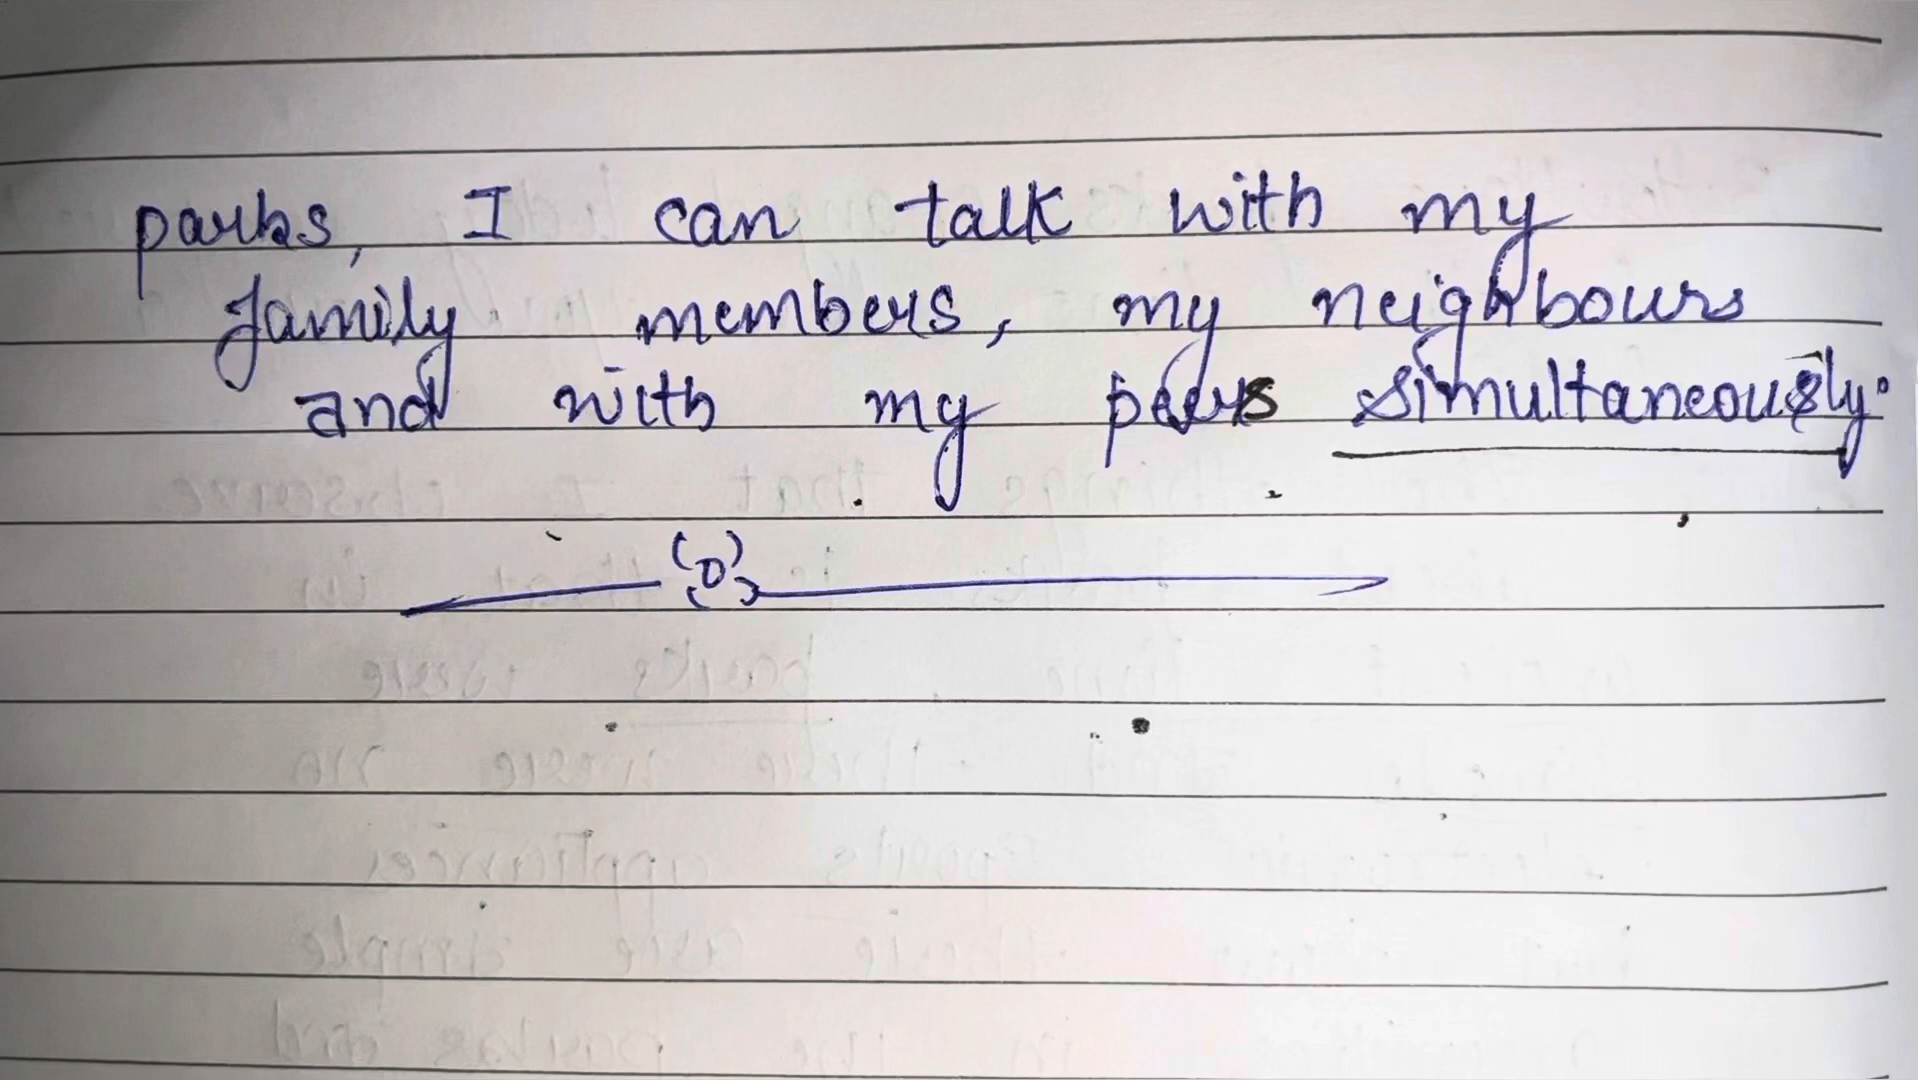 parks, I can talk with my
family members, my neighbours
and with my peers simultaneously.